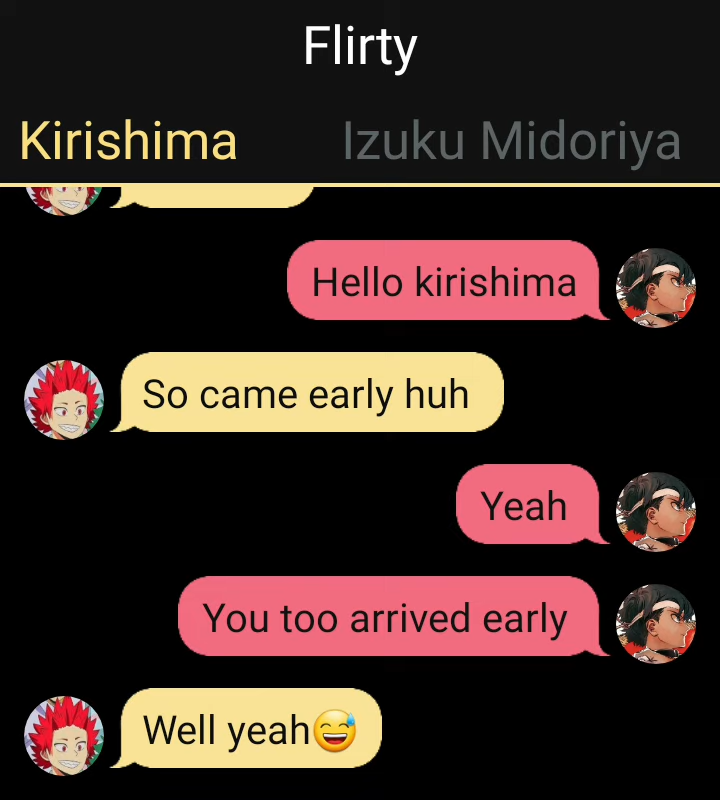 Flirty
Kirishima Izuku Midoriya
Hello kirishima
So came early huh
Yeah
You too arrived early
Well yeah😅